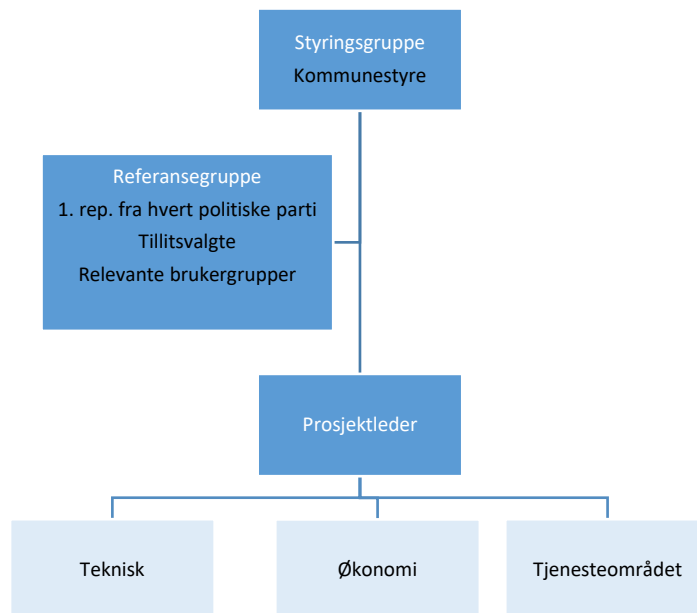 Styringsgruppe
Kommunestyre
Referansegruppe
1. rep. fra hvert politiske parti
Tillitsvalgte
Relevante brukergrupper
Prosjektleder
Teknisk
Økonomi
Tjenesteområdet